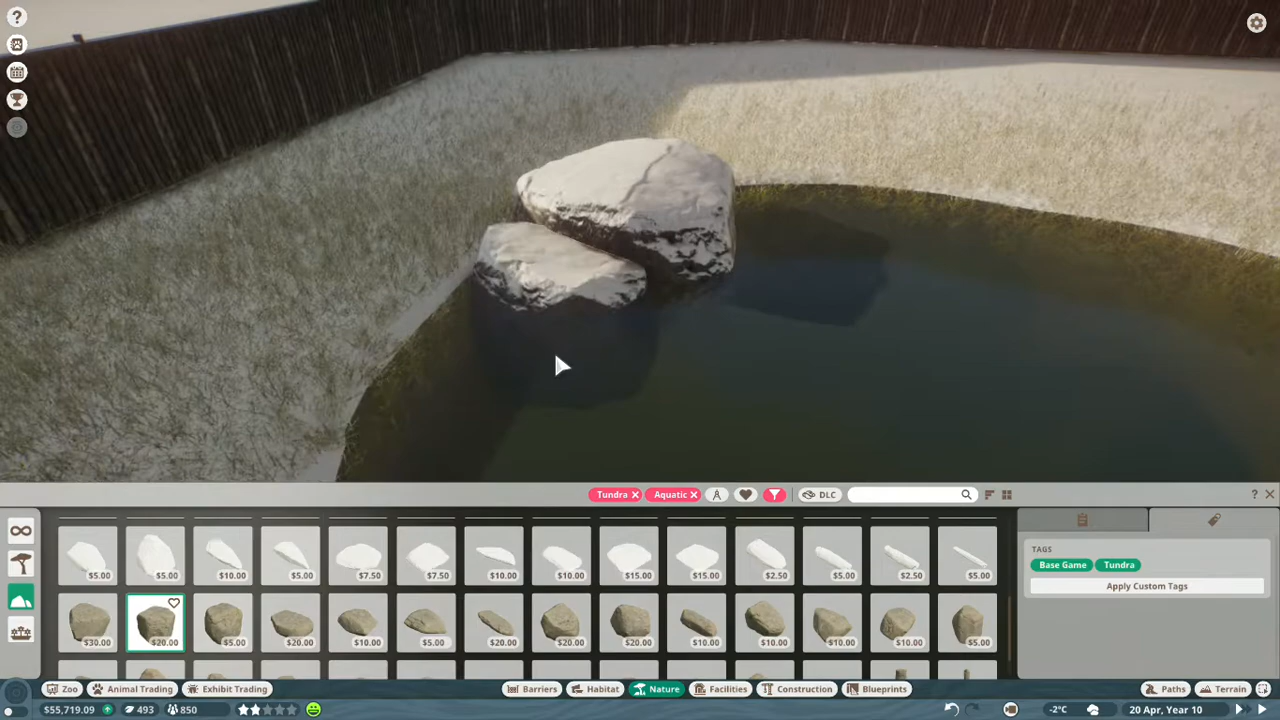 ?
Tundra ×
Aquatic ×
DLC
? ×
$5.00 $5.00 $10.00 $5.00 $7.50 $7.50 $10.00 $10.00 $15.00 $15.00 $2.50 $5.00 $2.50 $5.00
$30.00 $20.00 $5.00 $20.00 $10.00 $5.00 $20.00 $20.00 $20.00 $10.00 $10.00 $10.00 $10.00 $5.00
TAGS
Base Game Tundra
Apply Custom Tags
Zoo Animal Trading Exhibit Trading Barriers Habitat Nature Facilities Construction Blueprints Paths Terrain
$55,719.09 493 850 -2°C 20 Apr, Year 10